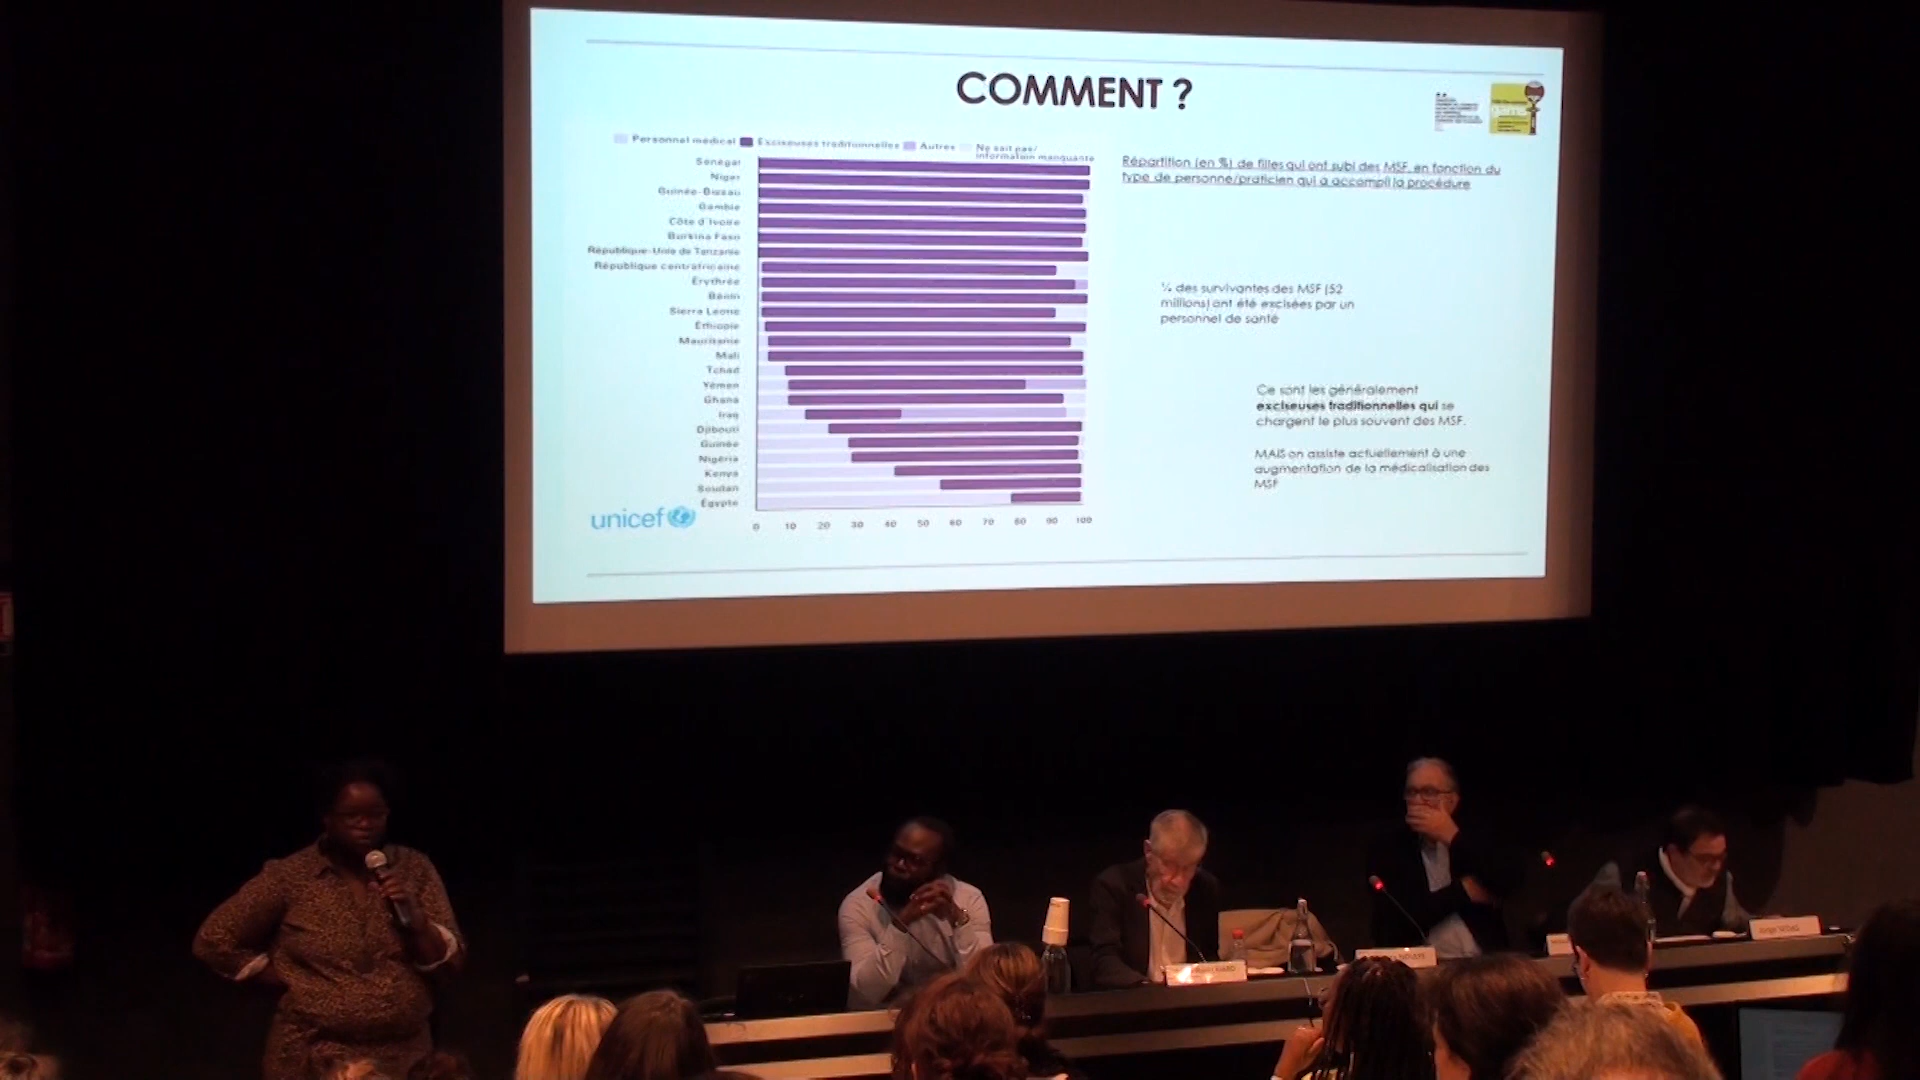 COMMENT ?
Personnel médical Exciseuses traditionnelles Autres Ne sait pas/
information manquante
Sénégal
Niger
Guinée-Bissau
Gambie
Côte d'Ivoire
Burkina Faso
République-Unie de Tanzanie
République centrafricaine
Érythrée
Bénin
Sierra Leone
Éthiopie
Mauritanie
Mali
Tchad
Yémen
Ghana
Iraq
Djibouti
Guinée
Nigéria
Kenya
Soudan
Égypte
0 10 20 30 40 50 60 70 80 90 100
unicef
Répartition (en %) de filles qui ont subi des MSF, en fonction du
type de personne/praticien qui a accompli la procédure
¼ des survivantes des MSF (52
millions) ont été excisées par un
personnel de santé
Ce sont les généralement
exciseuses traditionnelles qui se
chargent le plus souvent des MSF.
MAIS on assiste actuellement à une
augmentation de la médicalisation des
MSF